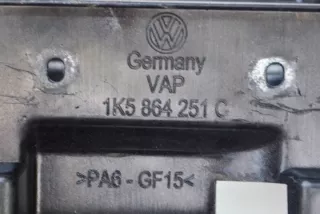 Germany
VAP
1K5 864 251 C
>PA6-GF15<